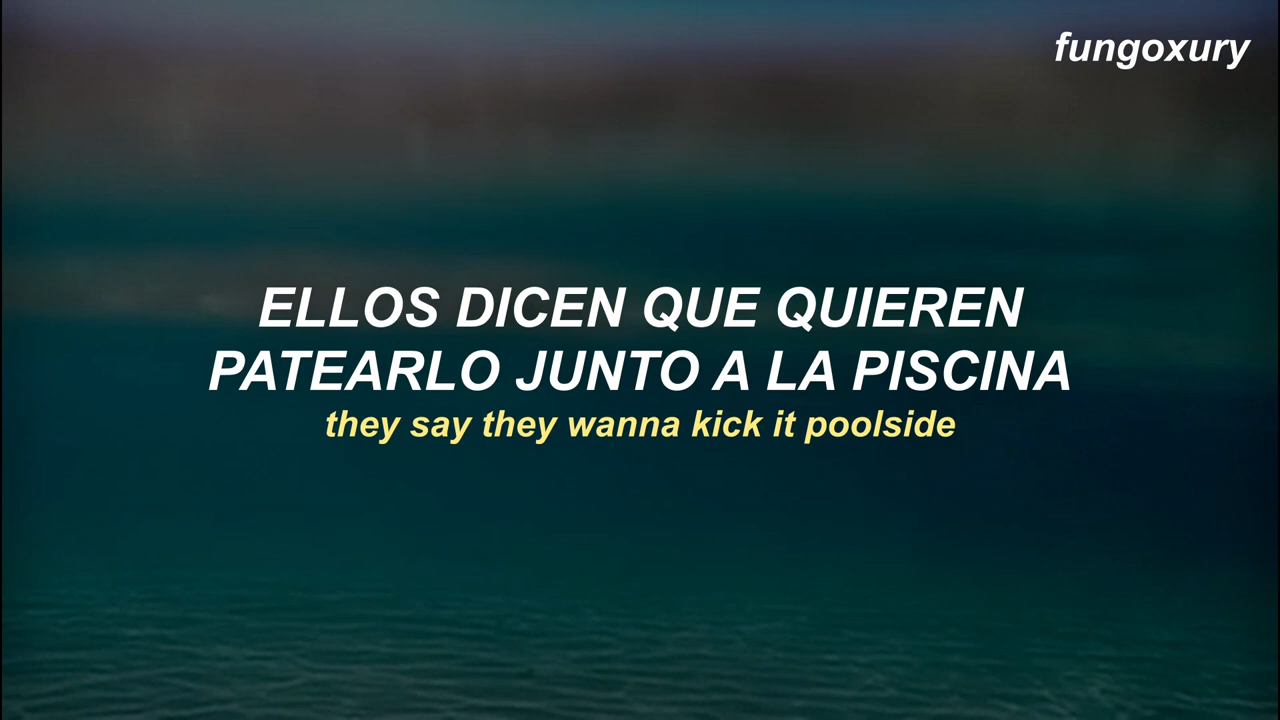 fungoxury
ELLOS DICEN QUE QUIEREN
PATEARLO JUNTO A LA PISCINA
they say they wanna kick it poolside